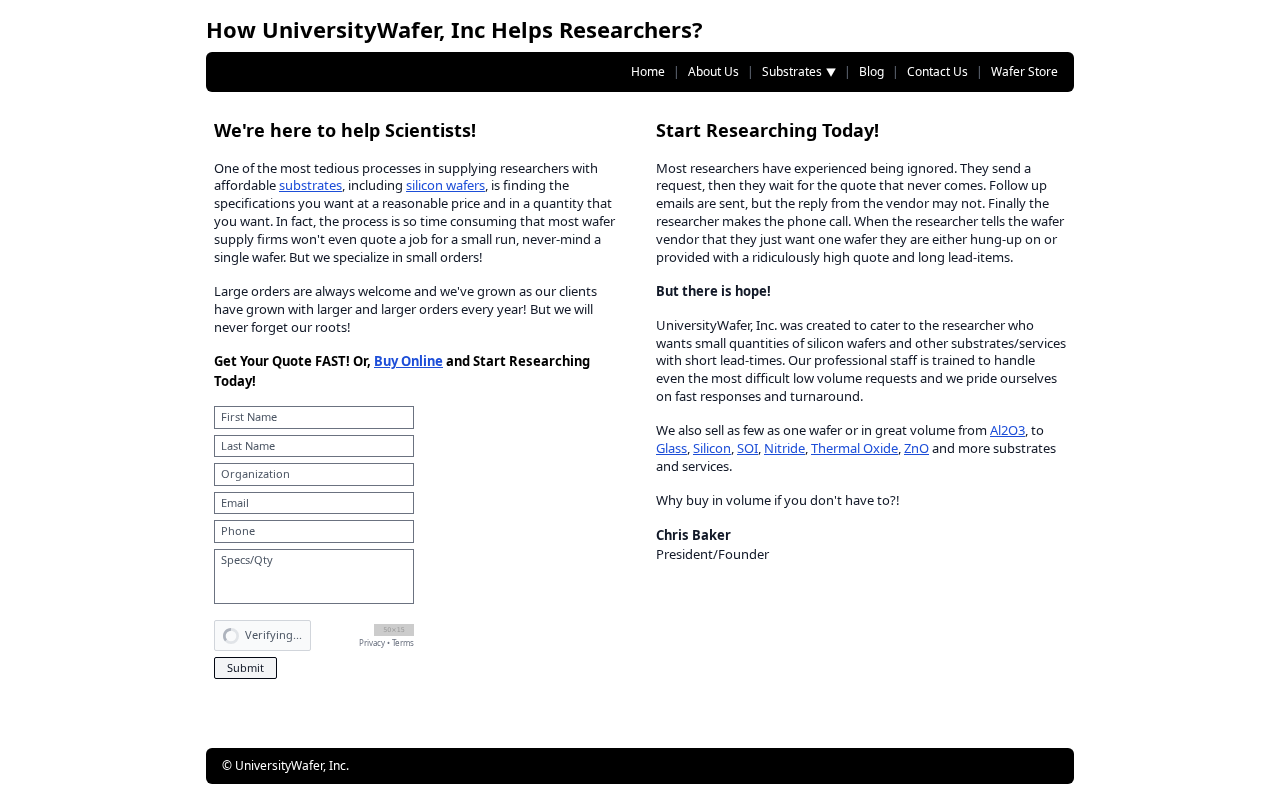 How UniversityWafer, Inc Helps Researchers?
Home | About Us | Substrates ▼ | Blog | Contact Us | Wafer Store
We're here to help Scientists!
One of the most tedious processes in supplying researchers with
affordable substrates, including silicon wafers, is finding the
specifications you want at a reasonable price and in a quantity that
you want. In fact, the process is so time consuming that most wafer
supply firms won't even quote a job for a small run, never-mind a
single wafer. But we specialize in small orders!
Large orders are always welcome and we've grown as our clients
have grown with larger and larger orders every year! But we will
never forget our roots!
Get Your Quote FAST! Or, Buy Online and Start Researching
Today!
First Name
Last Name
Organization
Email
Phone
Specs/Qty
Verifying...
50x15
Privacy • Terms
Submit
Start Researching Today!
Most researchers have experienced being ignored. They send a
request, then they wait for the quote that never comes. Follow up
emails are sent, but the reply from the vendor may not. Finally the
researcher makes the phone call. When the researcher tells the wafer
vendor that they just want one wafer they are either hung-up on or
provided with a ridiculously high quote and long lead-items.
But there is hope!
UniversityWafer, Inc. was created to cater to the researcher who
wants small quantities of silicon wafers and other substrates/services
with short lead-times. Our professional staff is trained to handle
even the most difficult low volume requests and we pride ourselves
on fast responses and turnaround.
We also sell as few as one wafer or in great volume from Al2O3, to
Glass, Silicon, SOI, Nitride, Thermal Oxide, ZnO and more substrates
and services.
Why buy in volume if you don't have to?!
Chris Baker
President/Founder
© UniversityWafer, Inc.